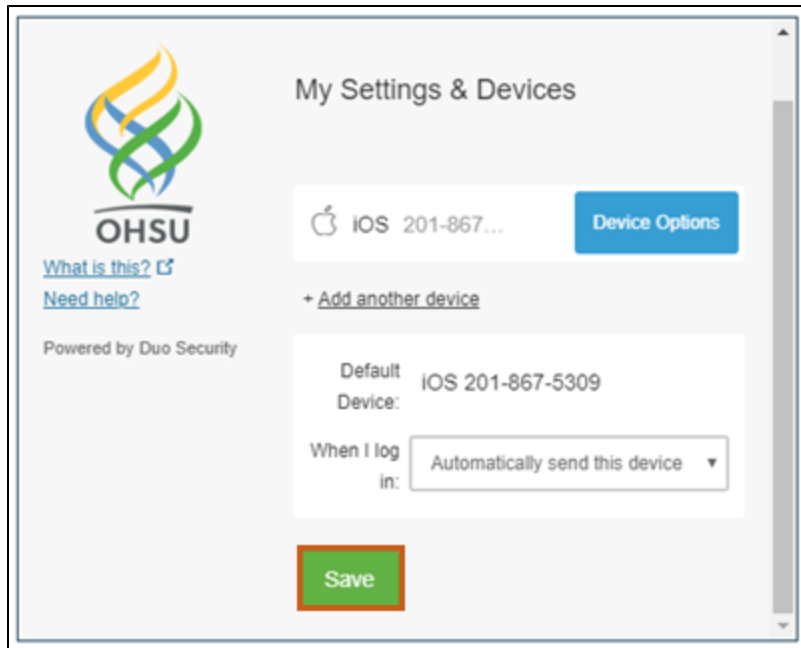 My Settings & Devices
OHSU
What is this?
Need help?
Powered by Duo Security
iOS 201-867...
Device Options
+ Add another device
Default
Device:
iOS 201-867-5309
When I log
in:
Automatically send this device
Save